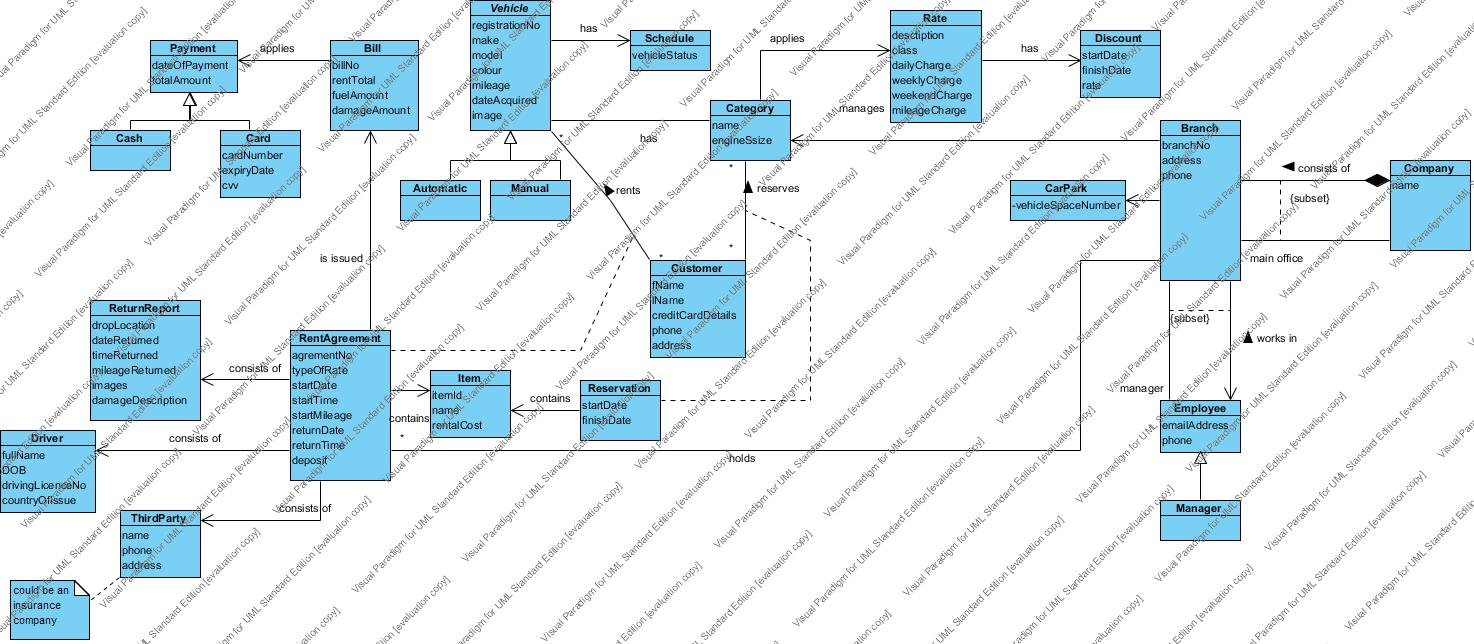 Vehicle
registrationNo
make
model
colour
mileage
dateAcquired
image
has
Schedule
vehicleStatus
Payment
dateOfPayment
totalAmount
applies
Bill
billNo
rentTotal
fuelAmount
damageAmount
Cash
Card
cardNumber
expiryDate
cvv
Automatic
Manual
applies
Rate
desciption
class
dailyCharge
weeklyCharge
weekendCharge
mileageCharge
has
Discount
startDate
finishDate
rate
Category
name
engineSsize
manages
has
*
*
rents
reserves
*
*
Customer
fName
lName
creditCardDetails
phone
address
Branch
branchNo
address
phone
CarPark
-vehicleSpaceNumber
consists of
{subset}
Company
name
main office
is issued
ReturnReport
dropLocation
dateReturned
timeReturned
mileageReturned
images
damageDescription
consists of
RentAgreement
agrementNo
typeOfRate
startDate
startTime
startMileage
returnDate
returnTime
deposit
contains
*
Item
itemId
name
rentalCost
contains
Reservation
startDate
finishDate
{subset}
works in
manager
Employee
emailAddress
phone
Manager
holds
Driver
fullName
DOB
drivingLicenceNo
countryOfissue
consists of
consists of
ThirdParty
name
phone
address
could be an
insurance
company
Visual Paradigm for UML Standard Edition [evaluation copy]